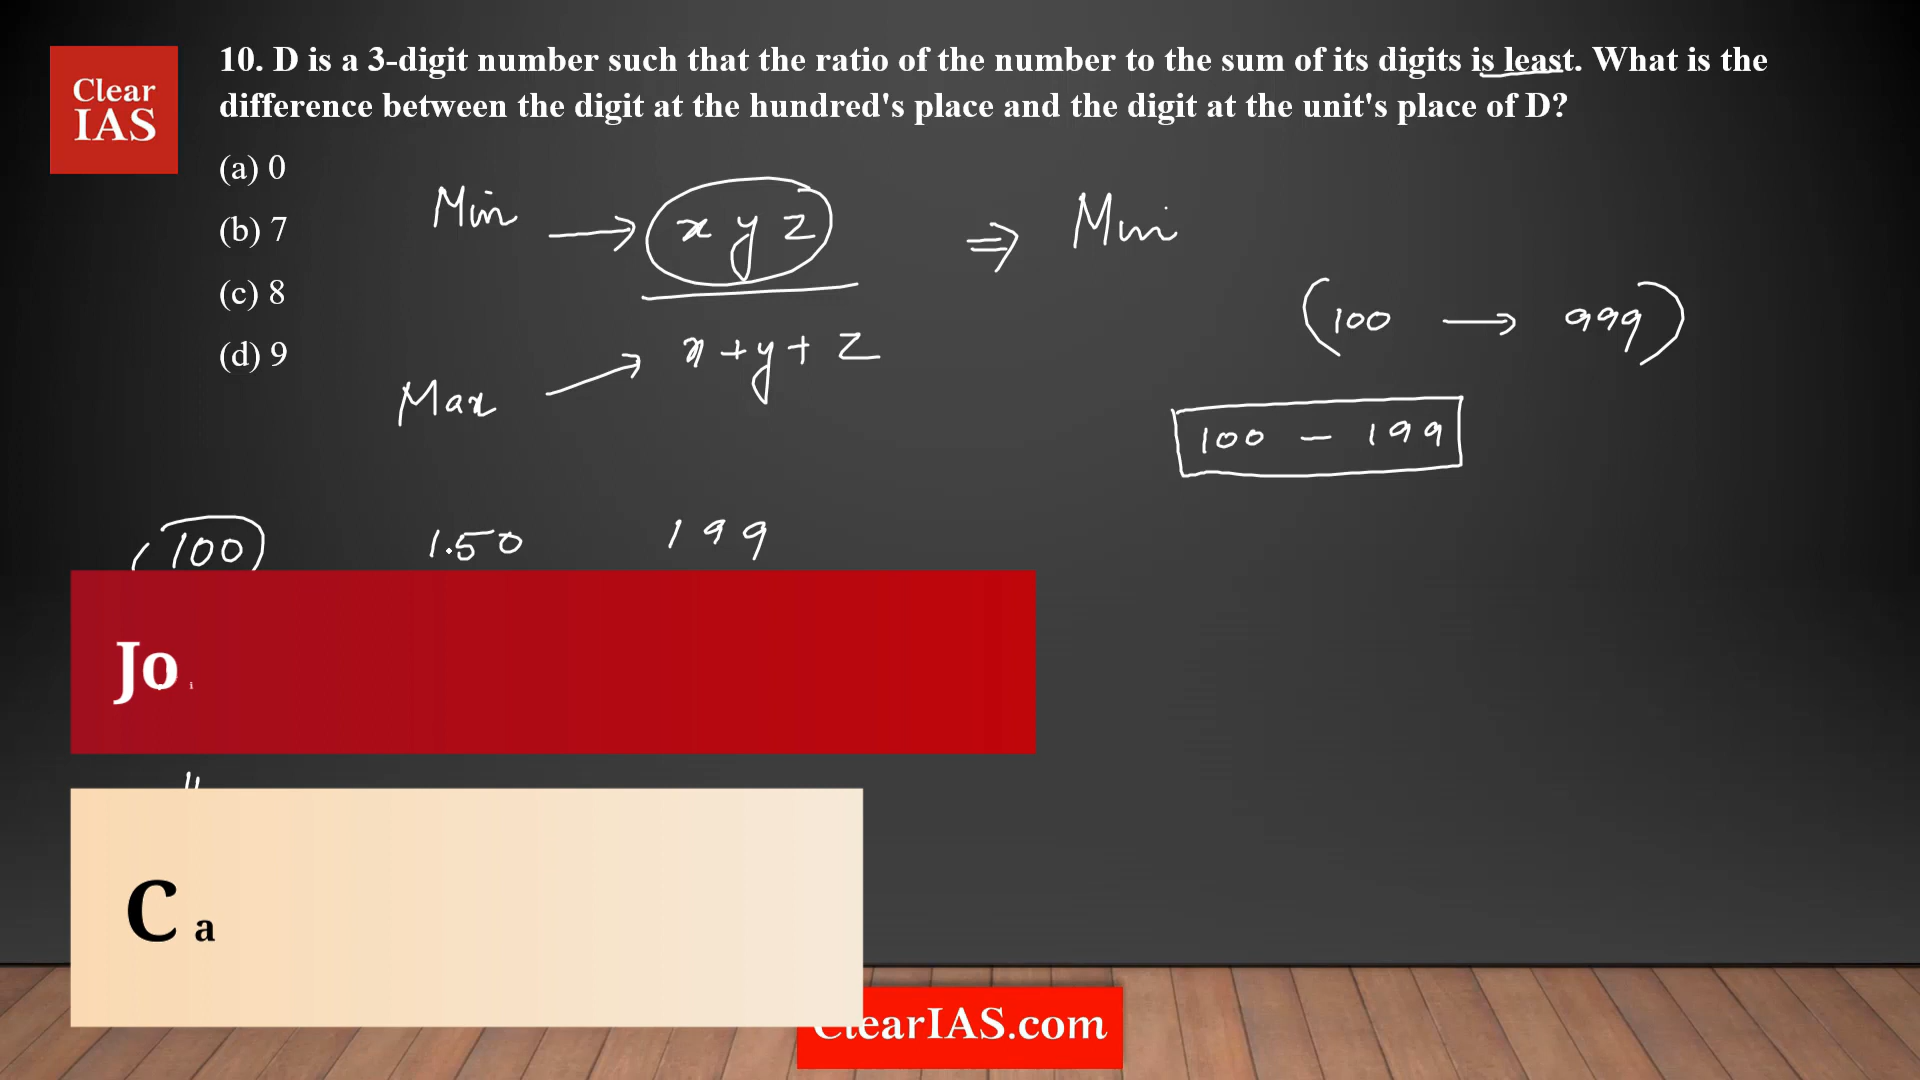 Clear
IAS
10. D is a 3-digit number such that the ratio of the number to the sum of its digits is least. What is the
difference between the digit at the hundred's place and the digit at the unit's place of D?
(a) 0
(b) 7
(c) 8
(d) 9
Min → x y z ⇒ Min
x + y + z
Max
(100 → 999)
100 - 199
100 1.50 199
Jo i
C a
ClearIAS.com